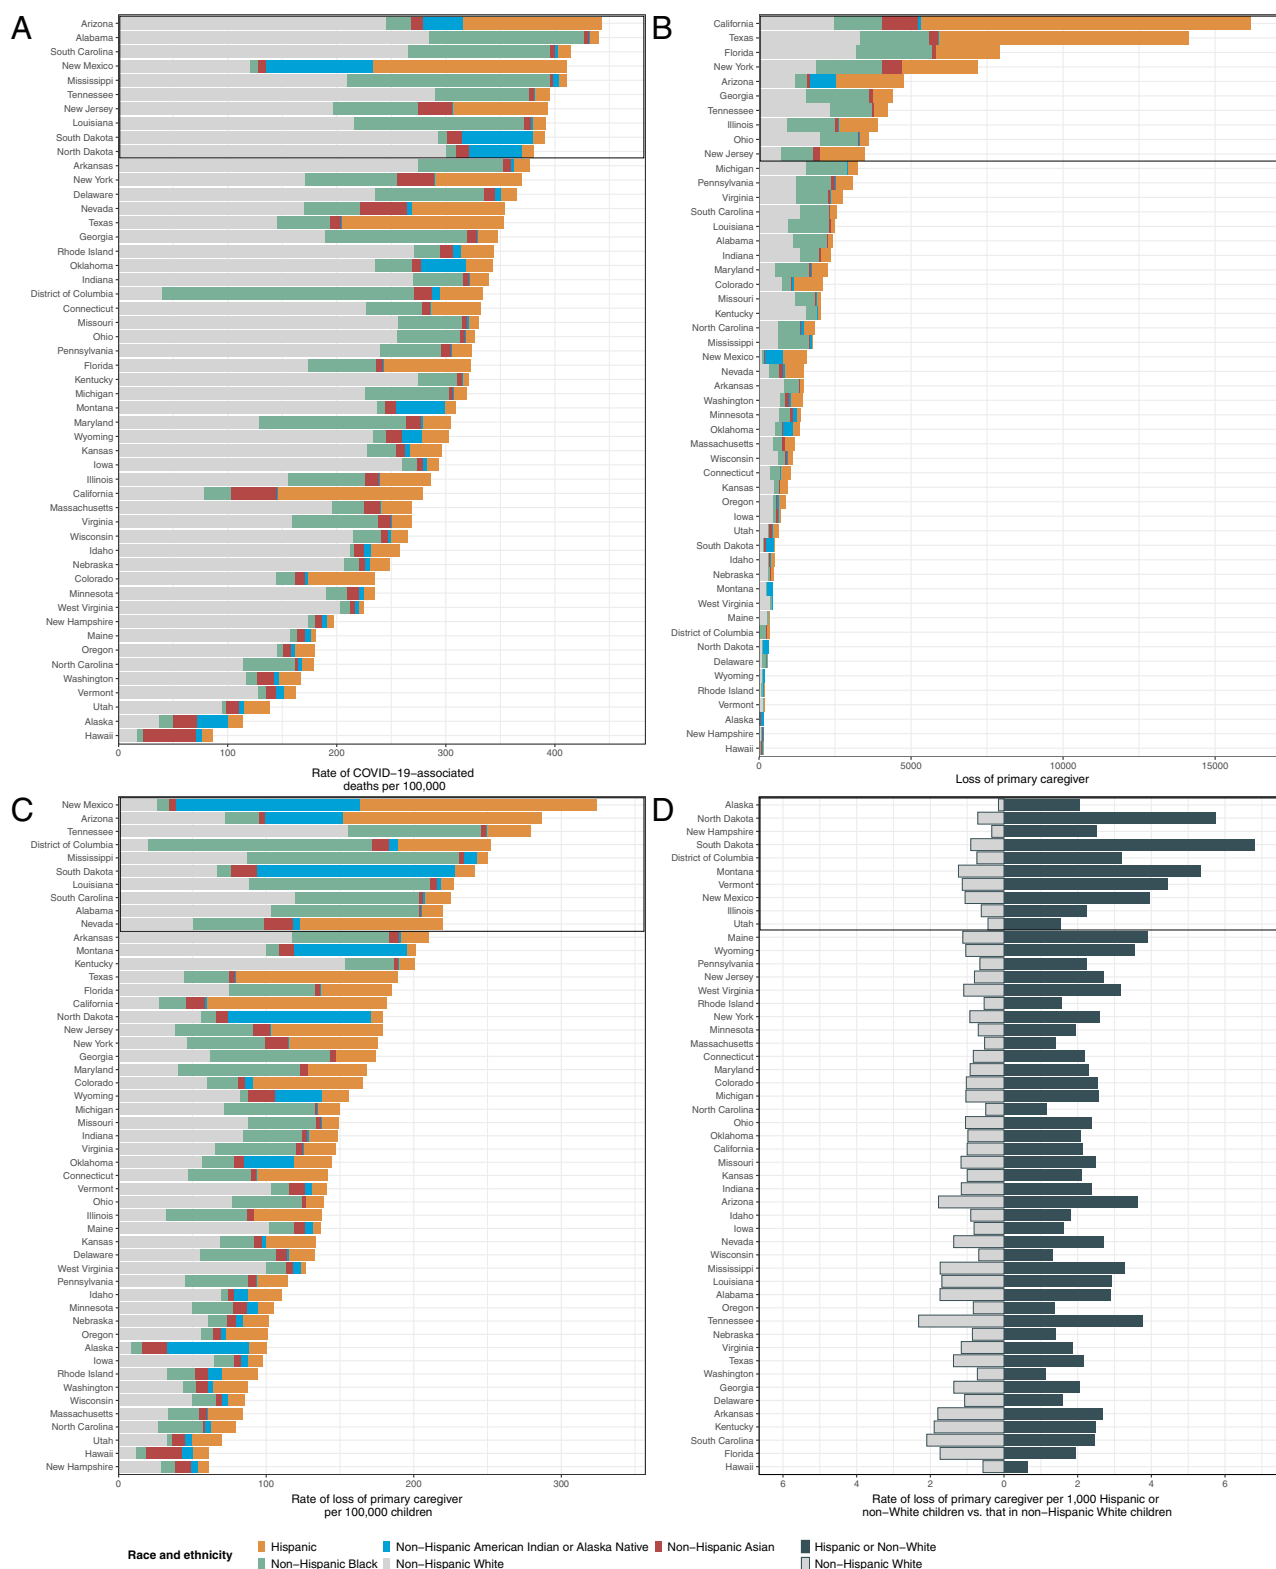 A
Arizona
Alabama
South Carolina
New Mexico
Mississippi
Tennessee
New Jersey
Louisiana
South Dakota
North Dakota
Arkansas
New York
Delaware
Nevada
Texas
Georgia
Rhode Island
Oklahoma
Indiana
District of Columbia
Connecticut
Missouri
Ohio
Pennsylvania
Florida
Kentucky
Michigan
Montana
Maryland
Wyoming
Kansas
Iowa
Illinois
California
Massachusetts
Virginia
Wisconsin
Idaho
Nebraska
Colorado
Minnesota
West Virginia
New Hampshire
Maine
Oregon
North Carolina
Washington
Vermont
Utah
Alaska
Hawaii
0 100 200 300 400
Rate of COVID−19−associated
deaths per 100,000
B
California
Texas
Florida
New York
Arizona
Georgia
Tennessee
Illinois
Ohio
New Jersey
Michigan
Pennsylvania
Virginia
South Carolina
Louisiana
Alabama
Indiana
Maryland
Colorado
Missouri
Kentucky
North Carolina
Mississippi
New Mexico
Nevada
Arkansas
Washington
Minnesota
Oklahoma
Massachusetts
Wisconsin
Connecticut
Kansas
Oregon
Iowa
Utah
South Dakota
Idaho
Nebraska
Montana
West Virginia
Maine
District of Columbia
North Dakota
Delaware
Wyoming
Rhode Island
Vermont
Alaska
New Hampshire
Hawaii
0 5000 10000 15000
Loss of primary caregiver
C
New Mexico
Arizona
Tennessee
District of Columbia
Mississippi
South Dakota
Louisiana
South Carolina
Alabama
Nevada
Arkansas
Montana
Kentucky
Texas
Florida
California
North Dakota
New Jersey
New York
Georgia
Maryland
Colorado
Wyoming
Michigan
Missouri
Indiana
Virginia
Oklahoma
Connecticut
Vermont
Ohio
Illinois
Maine
Kansas
Delaware
West Virginia
Pennsylvania
Idaho
Minnesota
Nebraska
Oregon
Alaska
Iowa
Rhode Island
Washington
Wisconsin
Massachusetts
North Carolina
Utah
Hawaii
New Hampshire
0 100 200 300
Rate of loss of primary caregiver
per 100,000 children
D
Alaska
North Dakota
New Hampshire
South Dakota
District of Columbia
Montana
Vermont
New Mexico
Illinois
Utah
Maine
Wyoming
Pennsylvania
New Jersey
West Virginia
Rhode Island
New York
Minnesota
Massachusetts
Connecticut
Maryland
Colorado
Michigan
North Carolina
Ohio
Oklahoma
California
Missouri
Kansas
Indiana
Arizona
Idaho
Iowa
Nevada
Wisconsin
Mississippi
Louisiana
Alabama
Oregon
Tennessee
Nebraska
Virginia
Texas
Washington
Georgia
Delaware
Arkansas
Kentucky
South Carolina
Florida
Hawaii
6 4 2 0 2 4 6
Rate of loss of primary caregiver per 1,000 Hispanic or
non−White children vs. that in non−Hispanic White children
Race and ethnicity
Hispanic Non−Hispanic American Indian or Alaska Native Non−Hispanic Asian Hispanic or Non−White
Non−Hispanic Black Non−Hispanic White Non−Hispanic White